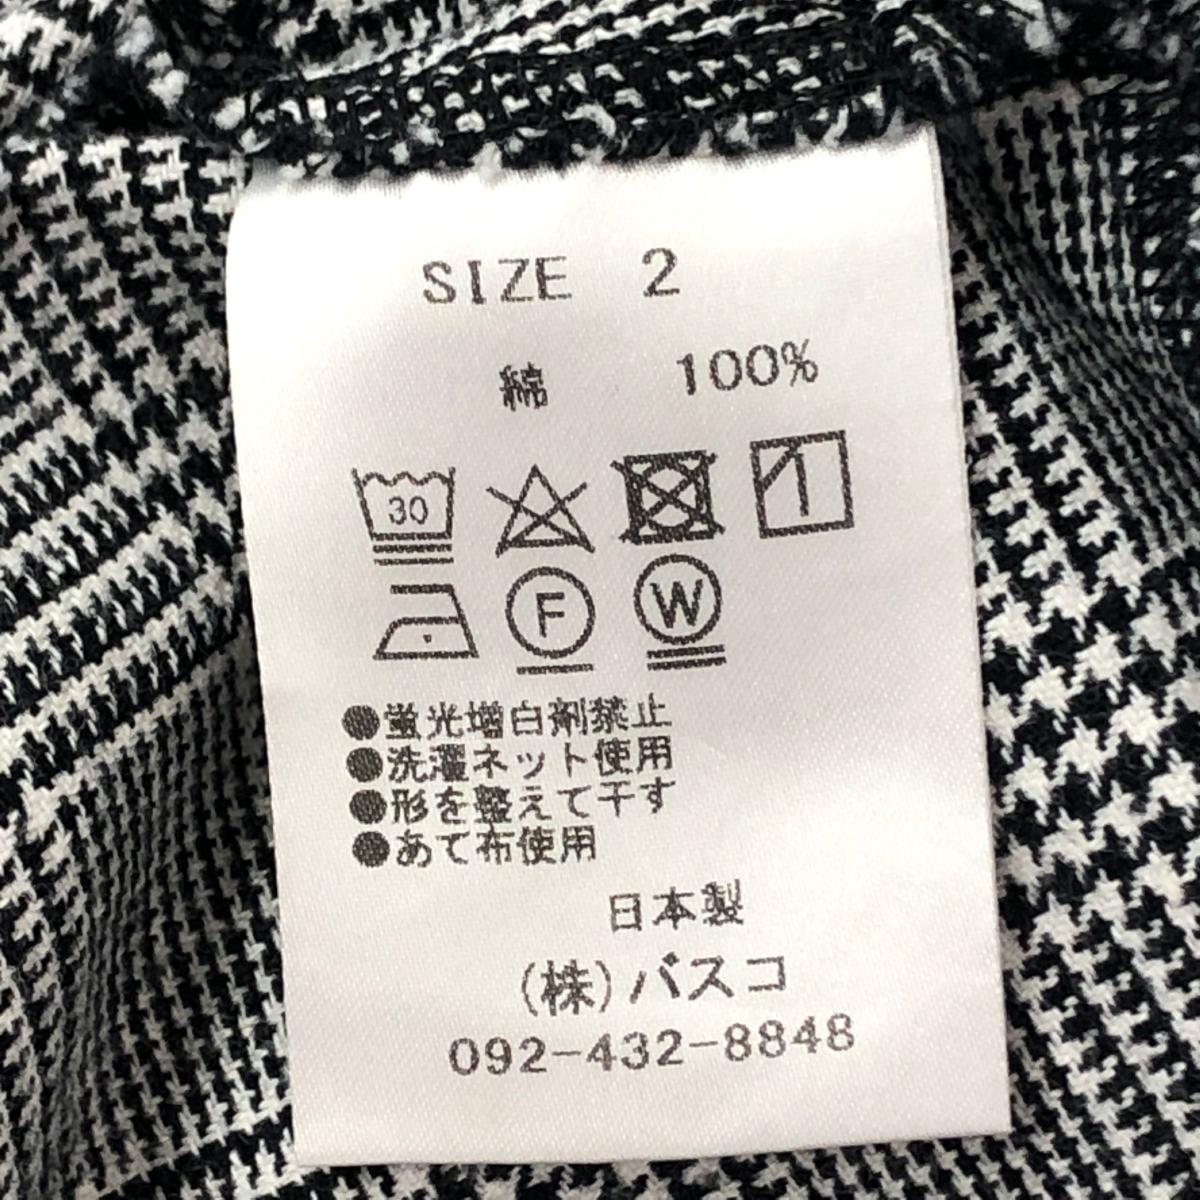 SIZE 2
綿 100%
30
F W
●蛍光増白剤禁止
●洗濯ネット使用
●形を整えて干す
●あて布使用
日本製
(株)バスコ
092-432-8848